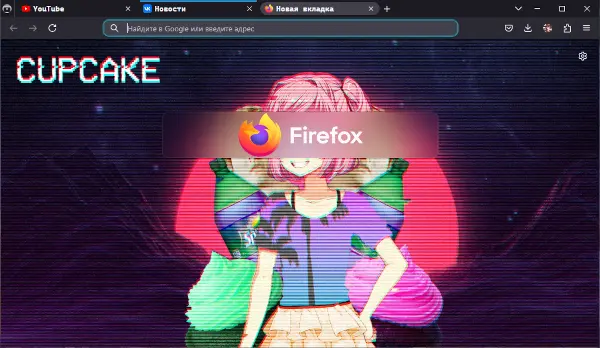 YouTube
Новости
Новая вкладка
Найдите в Google или введите адрес
CUPCAKE
Firefox